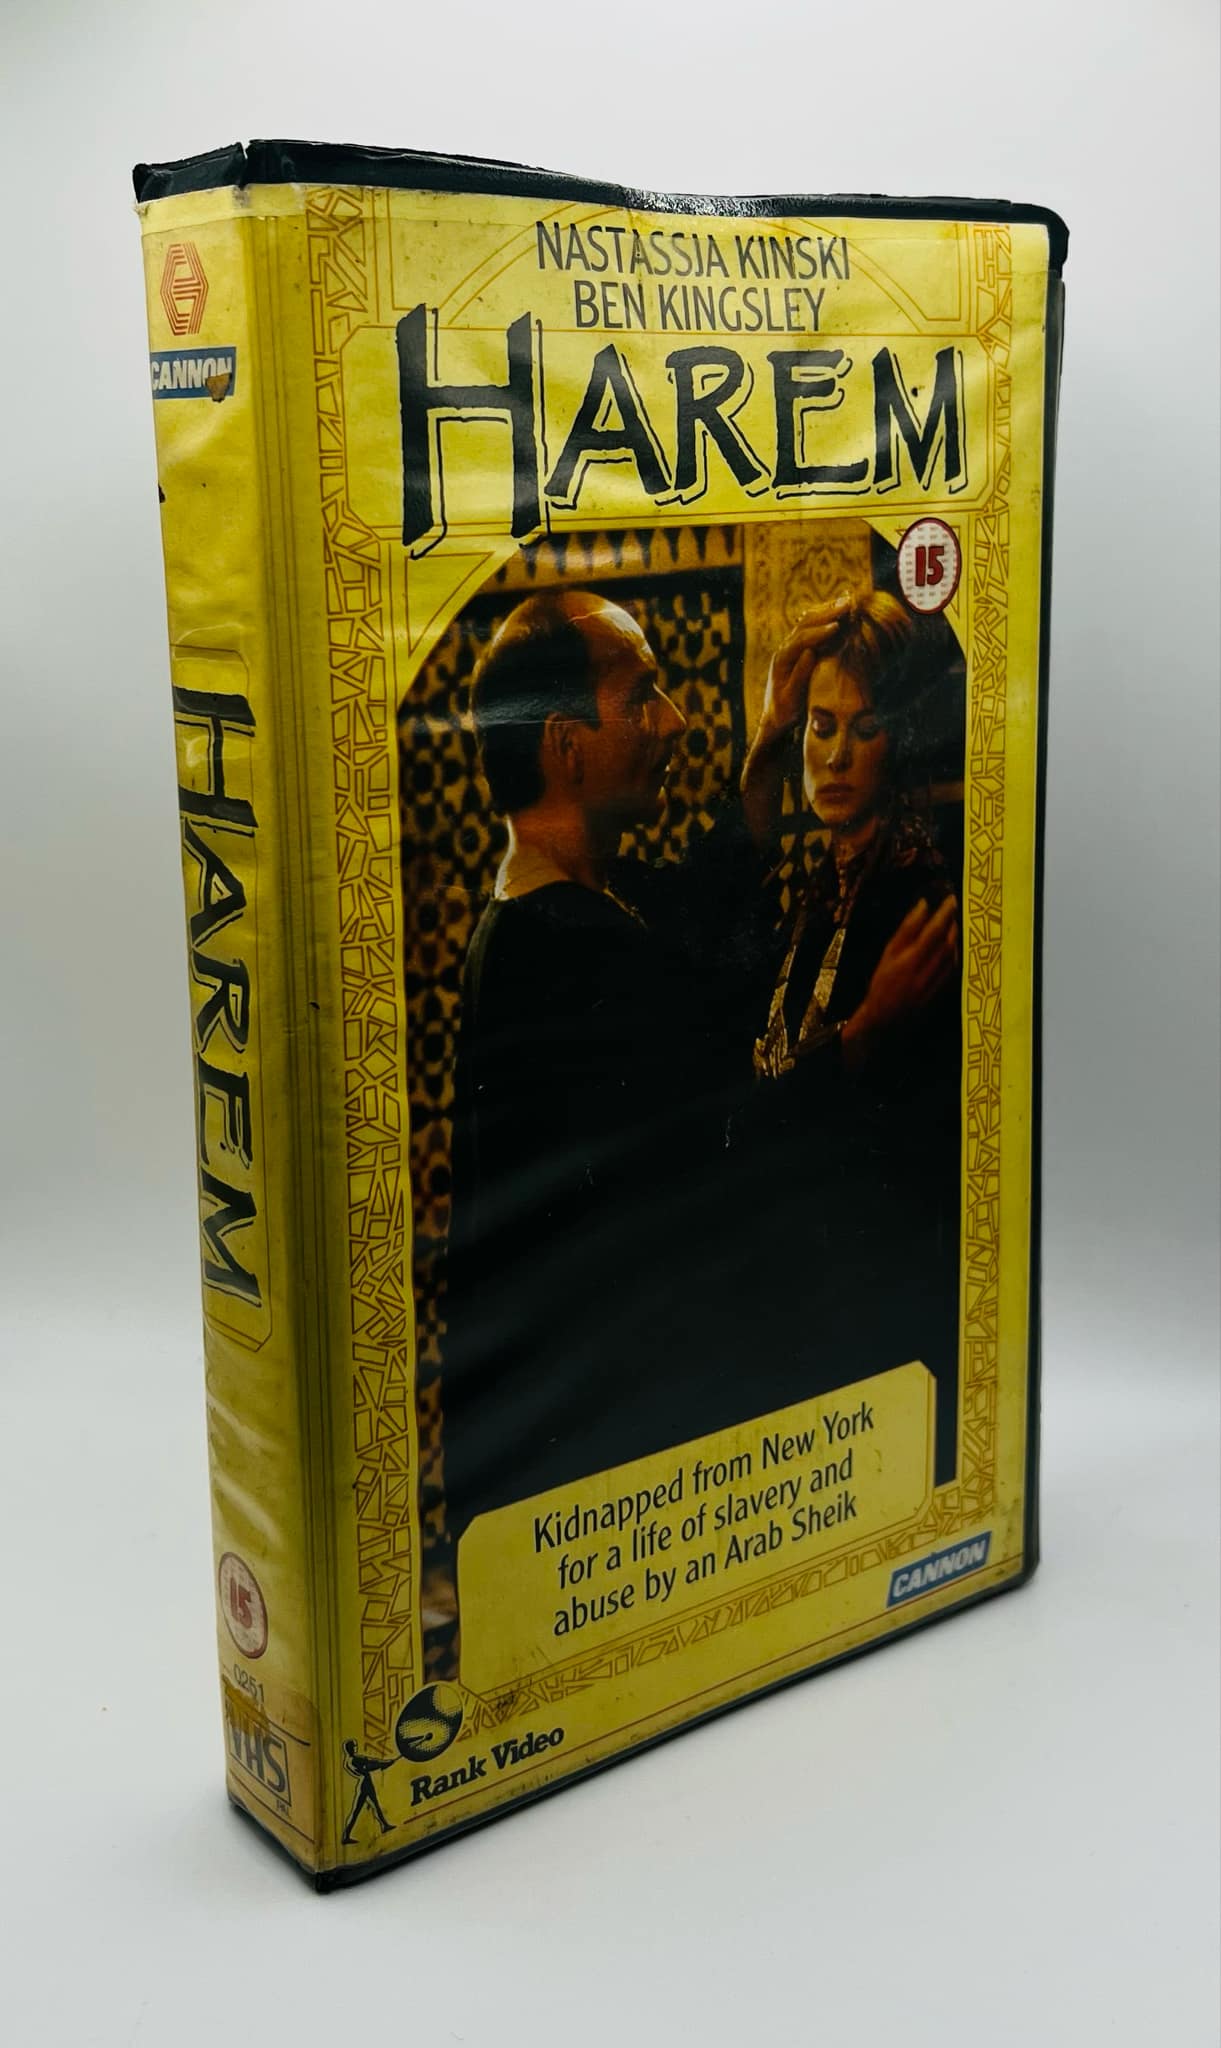 NASTASSJA KINSKI
BEN KINGSLEY
HAREM
15
Kidnapped from New York
for a life of slavery and
abuse by an Arab Sheik
CANNON
Rank Video
CANNON
HAREM
15
0251
VHS
PAL